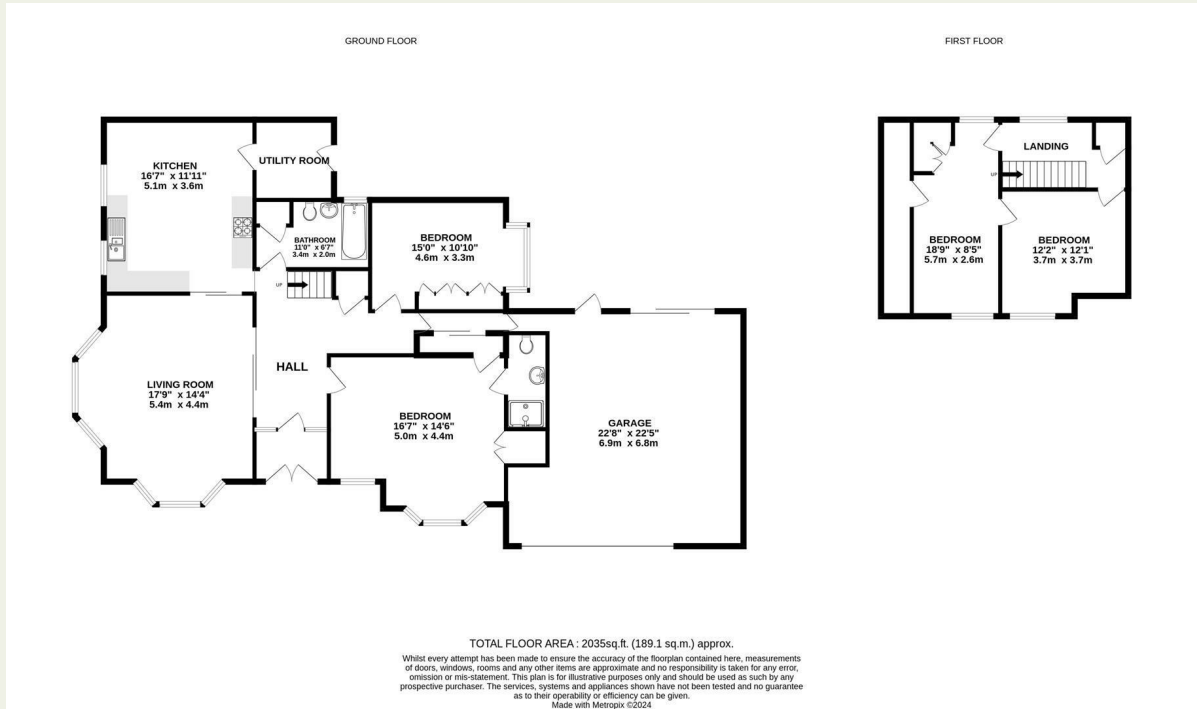 GROUND FLOOR
FIRST FLOOR
KITCHEN
16'7" x 11'11"
5.1m x 3.6m
UTILITY ROOM
BATHROOM
11'0" x 6'7"
3.4m x 2.0m
BEDROOM
15'0" x 10'10"
4.6m x 3.3m
UP
LIVING ROOM
17'9" x 14'4"
5.4m x 4.4m
HALL
BEDROOM
16'7" x 14'6"
5.0m x 4.4m
GARAGE
22'8" x 22'5"
6.9m x 6.8m
LANDING
UP
BEDROOM
18'9" x 8'5"
5.7m x 2.6m
BEDROOM
12'2" x 12'1"
3.7m x 3.7m
TOTAL FLOOR AREA : 2035sq.ft. (189.1 sq.m.) approx.
Whilst every attempt has been made to ensure the accuracy of the floorplan contained here, measurements
of doors, windows, rooms and any other items are approximate and no responsibility is taken for any error,
omission or mis-statement. This plan is for illustrative purposes only and should be used as such by any
prospective purchaser. The services, systems and appliances shown have not been tested and no guarantee
as to their operability or efficiency can be given.
Made with Metropix ©2024